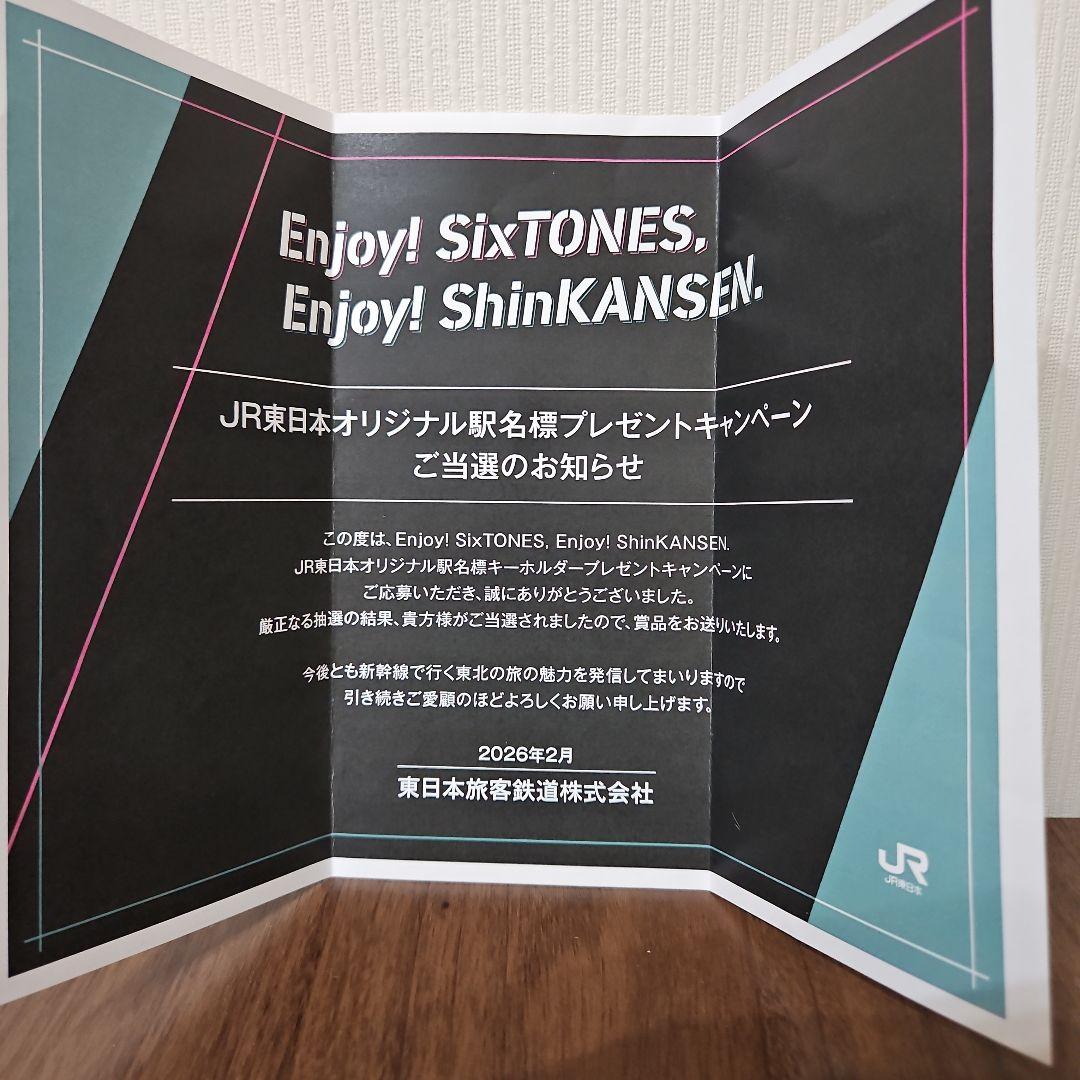 Enjoy! SixTONES,
Enjoy! ShinKANSEN.
JR東日本オリジナル駅名標プレゼントキャンペーン
ご当選のお知らせ
この度は、Enjoy! SixTONES, Enjoy! ShinKANSEN.
JR東日本オリジナル駅名標キーホルダープレゼントキャンペーンに
ご応募いただき、誠にありがとうございました。
厳正なる抽選の結果、貴方様がご当選されましたので、賞品をお送りいたします。
今後とも新幹線で行く東北の旅の魅力を発信してまいりますので
引き続きご愛顧のほどよろしくお願い申し上げます。
2026年2月
東日本旅客鉄道株式会社
JR
JR東日本